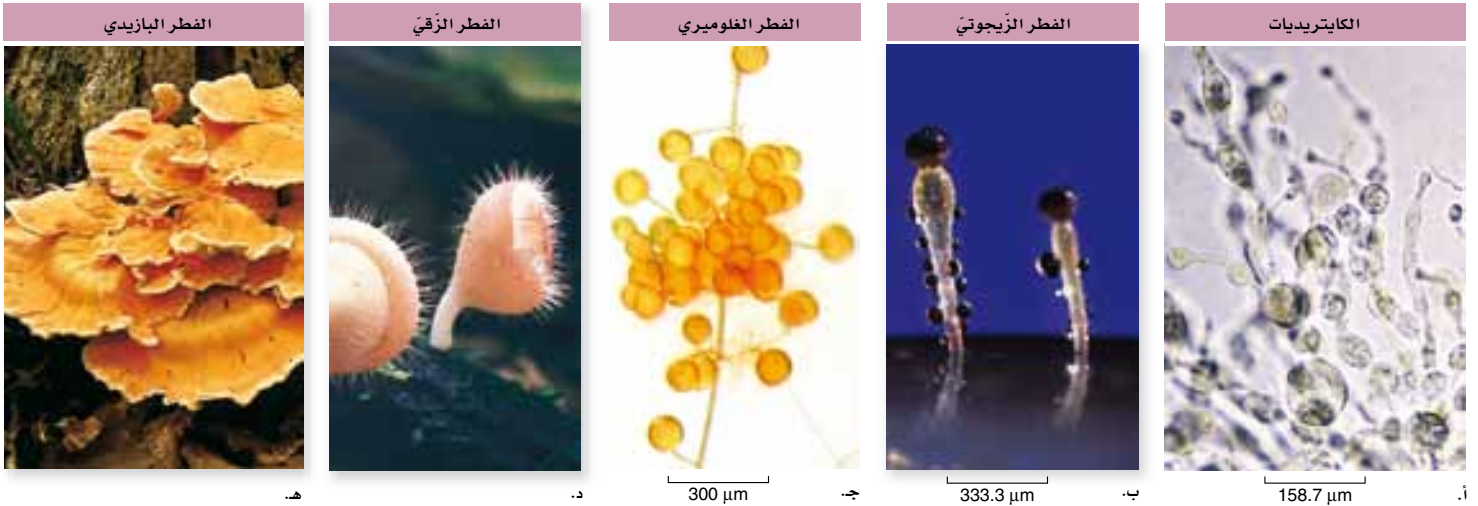 الكايتريديات
الفطر الزّيجوتيّ
الفطر الغلوميري
الفطر الزّقيّ
الفطر البازيدي
أ.
158.7 µm
ب.
333.3 µm
جـ.
300 µm
د.
هـ.